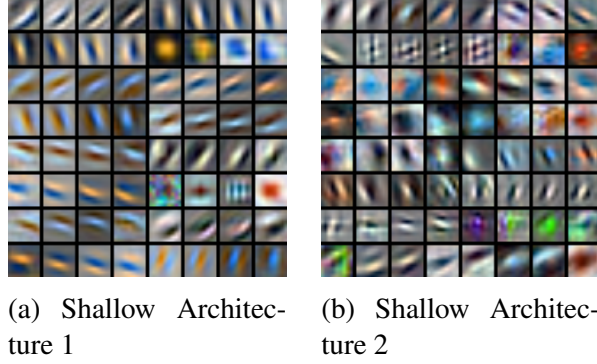 (a) Shallow Architec-
ture 1
(b) Shallow Architec-
ture 2